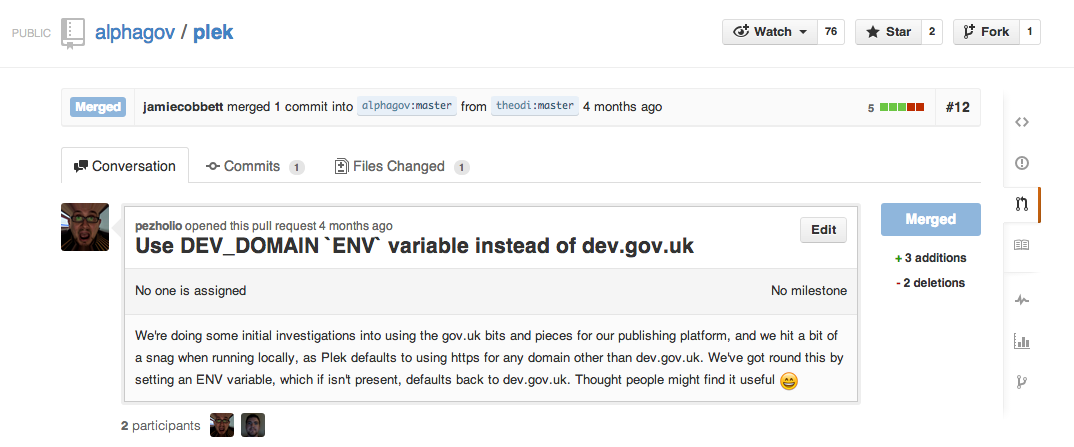 PUBLIC alphagov / plek Watch 76 Star 2 Fork 1
Merged jamiecobbett merged 1 commit into alphagov:master from theodi:master 4 months ago 5 #12
Conversation Commits 1 Files Changed 1
pezholio opened this pull request 4 months ago
Use DEV_DOMAIN `ENV` variable instead of dev.gov.uk
Edit
Merged
+ 3 additions
- 2 deletions
No one is assigned No milestone
We're doing some initial investigations into using the gov.uk bits and pieces for our publishing platform, and we hit a bit of
a snag when running locally, as Plek defaults to using https for any domain other than dev.gov.uk. We've got round this by
setting an ENV variable, which if isn't present, defaults back to dev.gov.uk. Thought people might find it useful 😄
2 participants